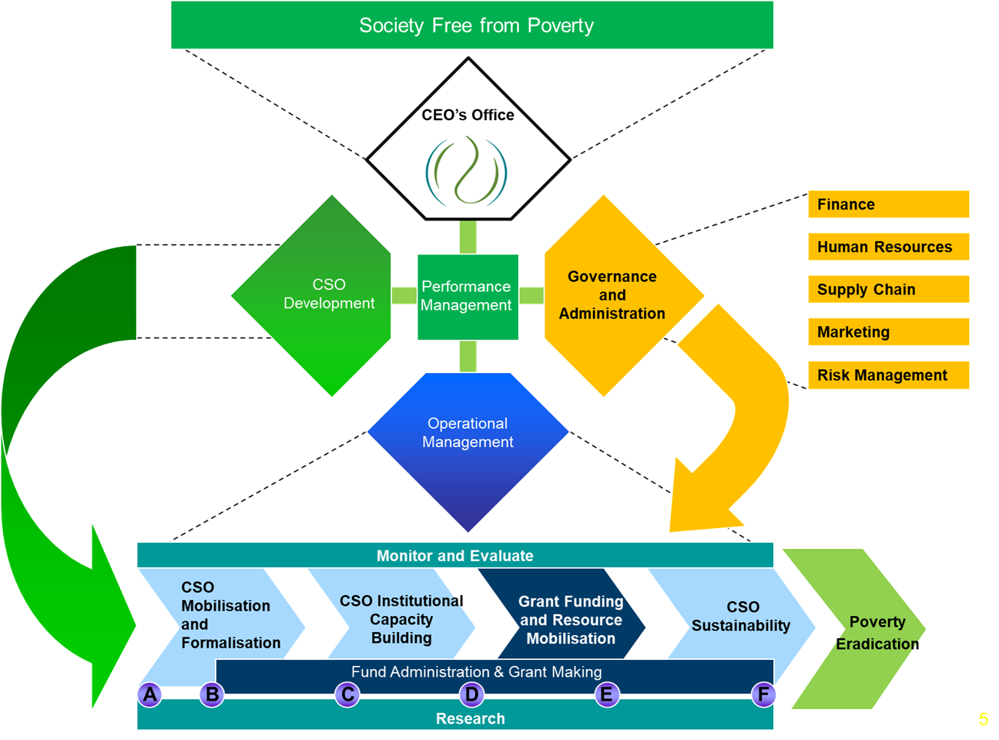 Society Free from Poverty
CEO’s Office
CSO
Development
Performance
Management
Governance
and
Administration
Finance
Human Resources
Supply Chain
Marketing
Risk Management
Operational
Management
Monitor and Evaluate
CSO
Mobilisation
and
Formalisation
CSO Institutional
Capacity
Building
Grant Funding
and Resource
Mobilisation
CSO
Sustainability
Poverty
Eradication
Fund Administration & Grant Making
A B C D E F
Research
5